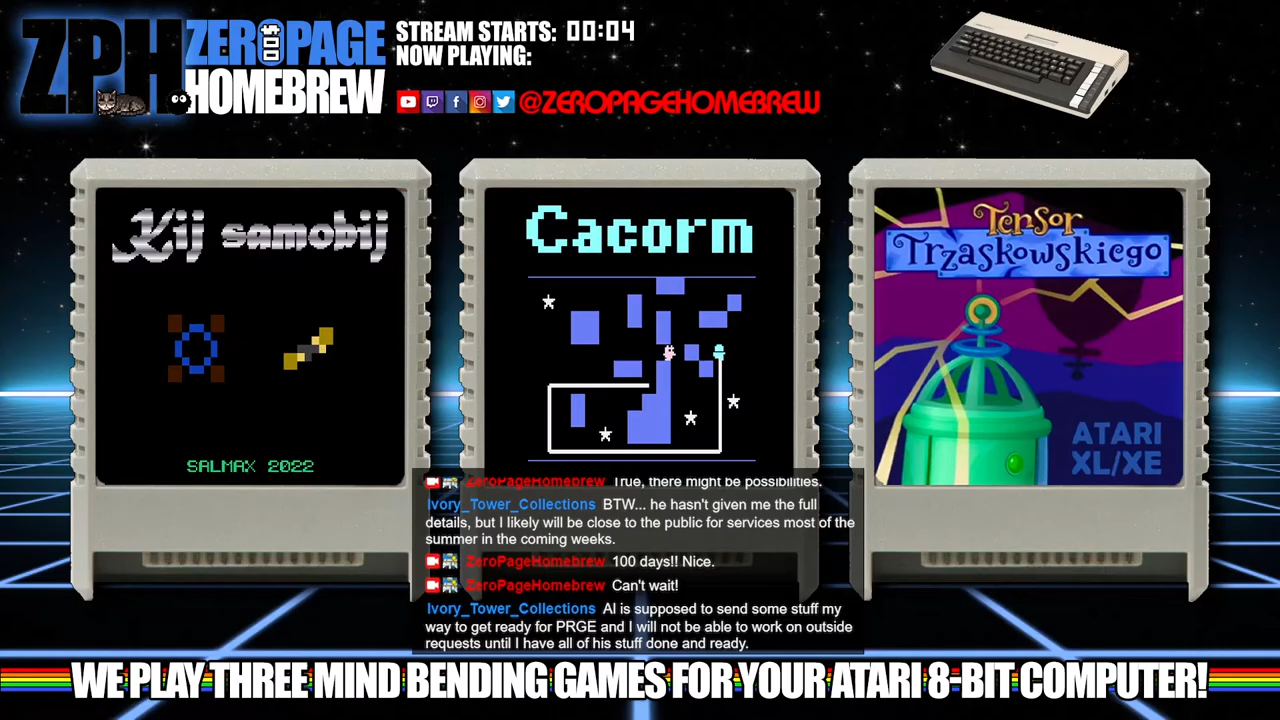 ZPH ZEROPAGE
HOMEBREW
STREAM STARTS: 00:04
NOW PLAYING:
@ZEROPAGEHOMEBREW
Kij samobij
SALMAX 2022
Cacorm
Tensor
Trzaskowskiego
ATARI
XL/XE
ZeroPageHomebrew True, there might be possibilities.
Ivory_Tower_Collections BTW... he hasn't given me the full
details, but I likely will be close to the public for services most of the
summer in the coming weeks.
ZeroPageHomebrew 100 days!! Nice.
ZeroPageHomebrew Can't wait!
Ivory_Tower_Collections Al is supposed to send some stuff my
way to get ready for PRGE and I will not be able to work on outside
requests until I have all of his stuff done and ready.
WE PLAY THREE MIND BENDING GAMES FOR YOUR ATARI 8-BIT COMPUTER!